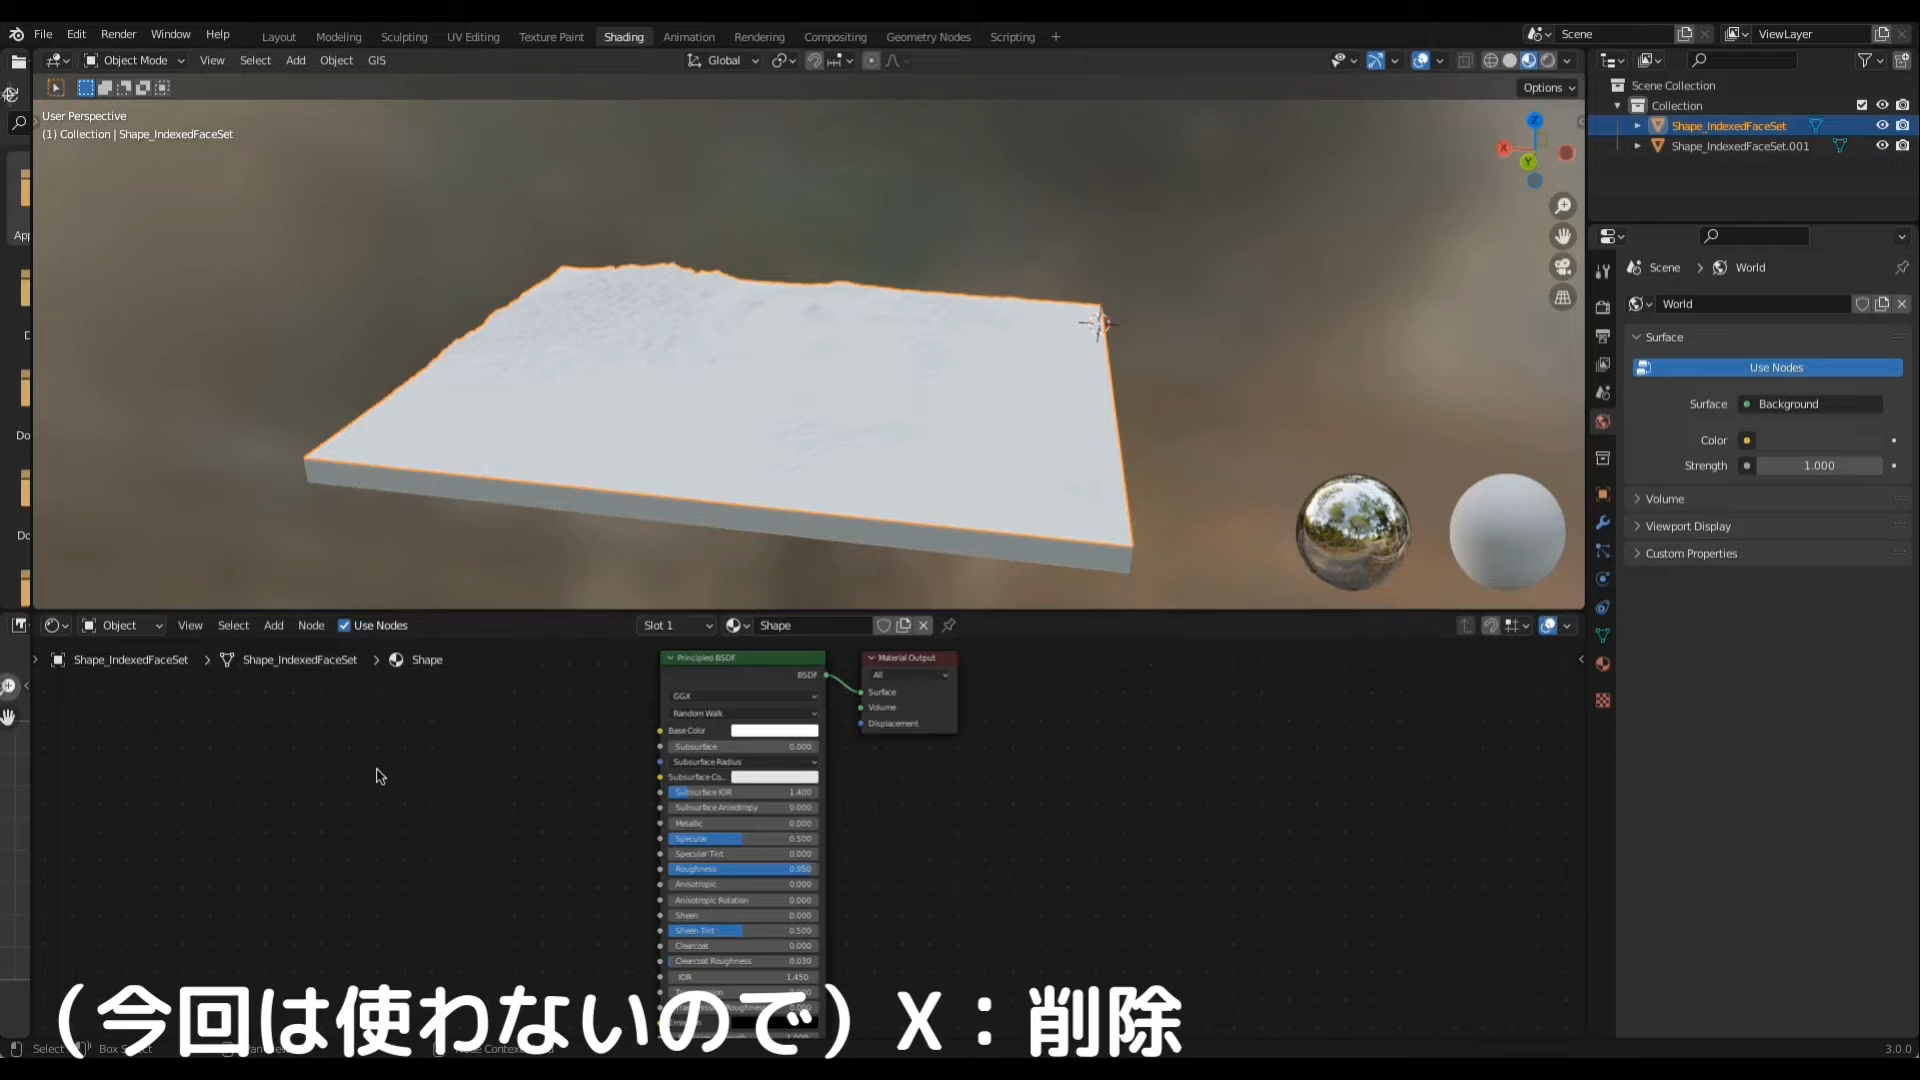 File Edit Render Window Help Layout Modeling Sculpting UV Editing Texture Paint Shading Animation Rendering Compositing Geometry Nodes Scripting + Scene ViewLayer
Object Mode View Select Add Object GIS Global
Options
User Perspective
(1) Collection | Shape_IndexedFaceSet
Z
X
Y
Scene Collection
Collection
Shape_IndexedFaceSet
Shape_IndexedFaceSet.001
Scene > World
World
Surface
Use Nodes
Surface Background
Color
Strength 1.000
Volume
Viewport Display
Custom Properties
Object View Select Add Node Use Nodes Slot 1 Shape
Shape_IndexedFaceSet > Shape_IndexedFaceSet > Shape
Principled BSDF
BSDF
GGX
Random Walk
Base Color
Subsurface 0.000
Subsurface Radius
Subsurface Co...
Subsurface IOR 1.400
Subsurface Anisotropy 0.000
Metallic 0.000
Specular 0.500
Specular Tint 0.000
Roughness 0.950
Anisotropic 0.000
Anisotropic Rotation 0.000
Sheen 0.000
Sheen Tint 0.500
Clearcoat 0.000
Clearcoat Roughness 0.030
IOR 1.450
Material Output
All
Surface
Volume
Displacement
(今回は使わないので) X:削除
Select Box Select
3.0.0